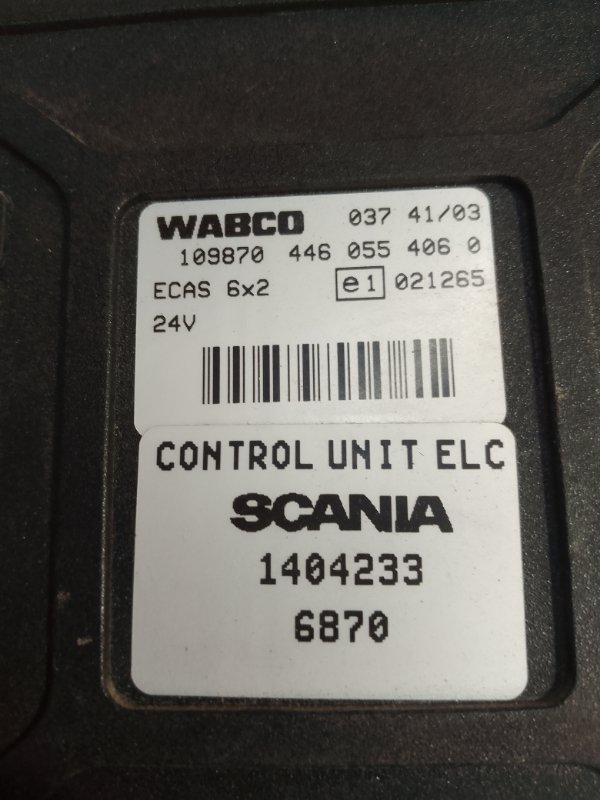 WABCO 037 41/03
109870 446 055 406 0
ECAS 6x2 e1 021265
24V
CONTROL UNIT ELC
SCANIA
1404233
6870